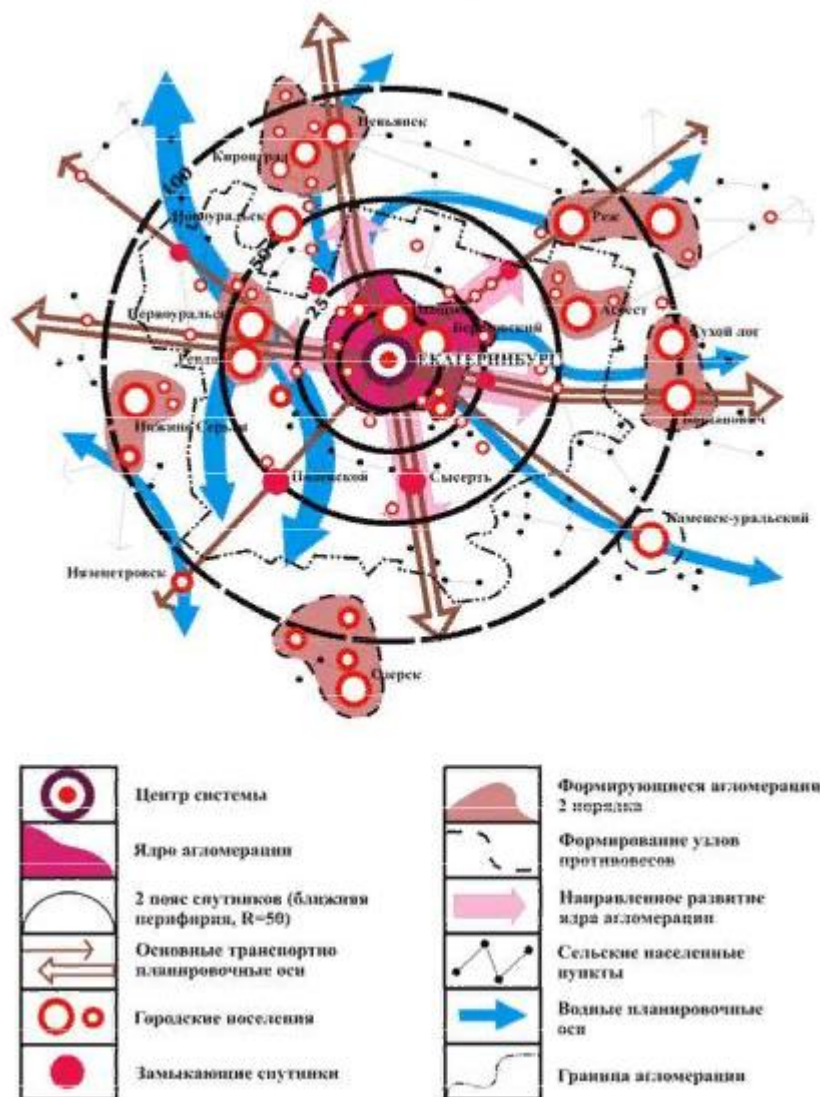 Невьянск
Кировград
100
Новоуральск
50
Реж
25
Первоуральск
Асбест
Березовский
Сухой лог
ЕКАТЕРИНБУРГ
Ревда
Нижние Серги
Богданович
Полевской
Сысерть
Каменск-уральский
Нязепетровск
Озерск
Центр системы
Ядро агломерации
2 пояс спутников (ближняя
перифирия, R=50)
Основные транспортно
планировочные оси
Городские поселения
Замыкающие спутники
Формирующиеся агломерации
2 порядка
Формирование узлов
противовесов
Направленное развитие
ядра агломерации
Сельские населенные
пункты
Водные планировочные
оси
Граница агломерации